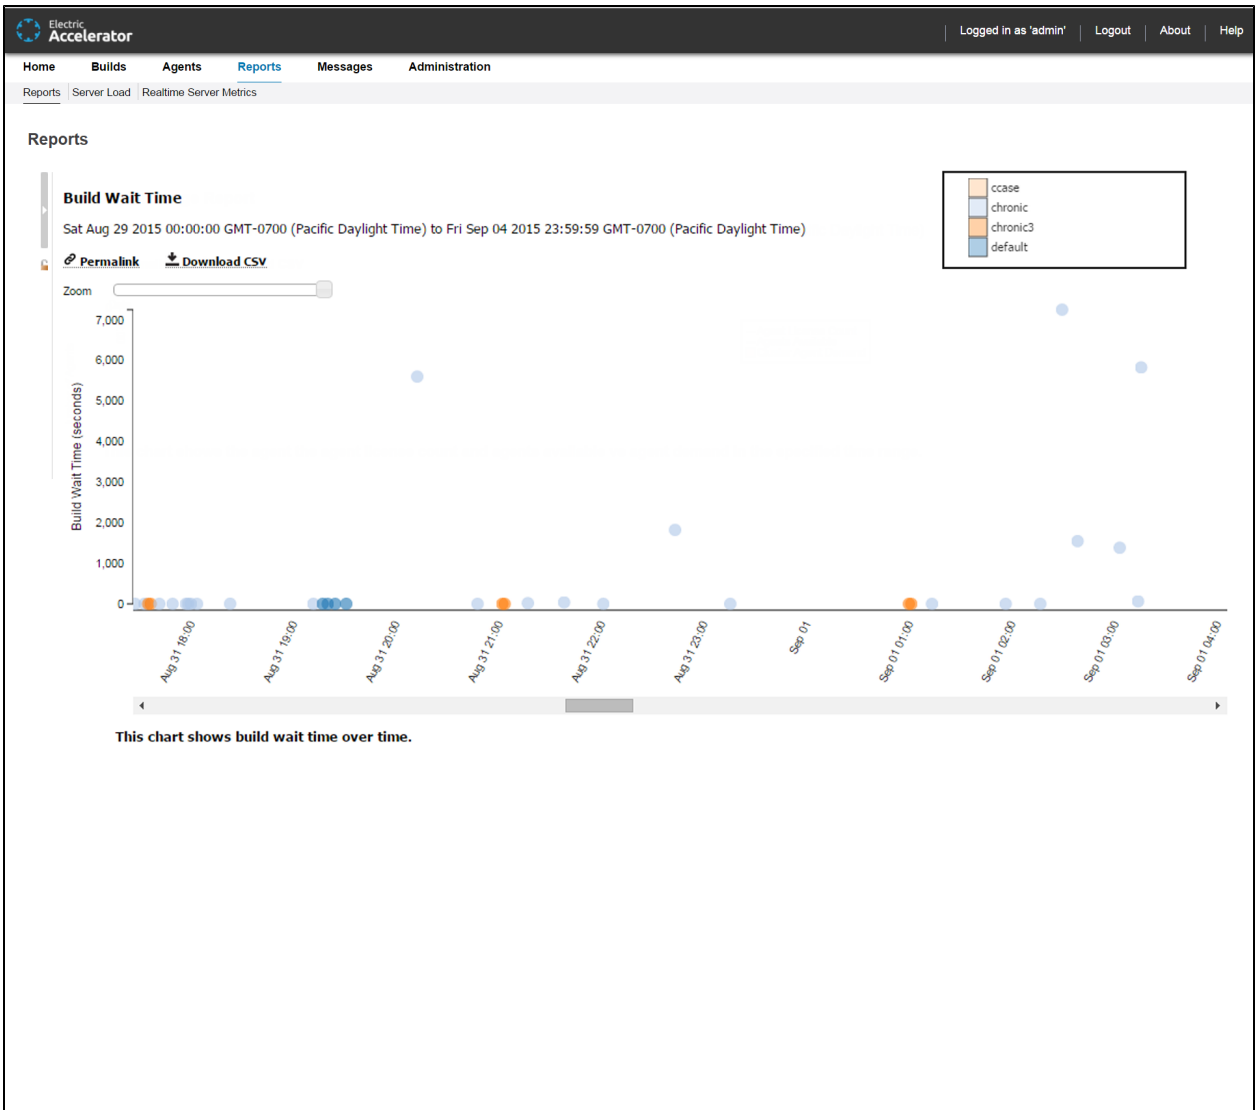 Electric
Accelerator
Logged in as 'admin' Logout About Help
Home Builds Agents Reports Messages Administration
Reports Server Load Realtime Server Metrics
Reports
Build Wait Time
Sat Aug 29 2015 00:00:00 GMT-0700 (Pacific Daylight Time) to Fri Sep 04 2015 23:59:59 GMT-0700 (Pacific Daylight Time)
Permalink Download CSV
Zoom
ccase
chronic
chronic3
default
Build Wait Time (seconds)
7,000
6,000
5,000
4,000
3,000
2,000
1,000
0
Aug 31 18:00
Aug 31 19:00
Aug 31 20:00
Aug 31 21:00
Aug 31 22:00
Aug 31 23:00
Sep 01
Sep 01 01:00
Sep 01 02:00
Sep 01 03:00
Sep 01 04:00
This chart shows build wait time over time.